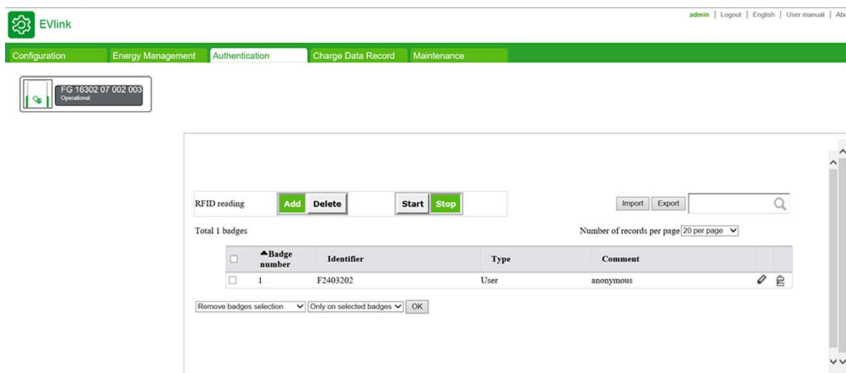 admin | Logout | English | User manual | Abo
EVlink
Configuration Energy Management Authentication Charge Data Record Maintenance
FG 16302 07 002 003
Operational
RFID reading Add Delete Start Stop Import Export
Total 1 badges Number of records per page 20 per page
Badge number Identifier Type Comment
1 F2403202 User anonymous
Remove badges selection Only on selected badges OK